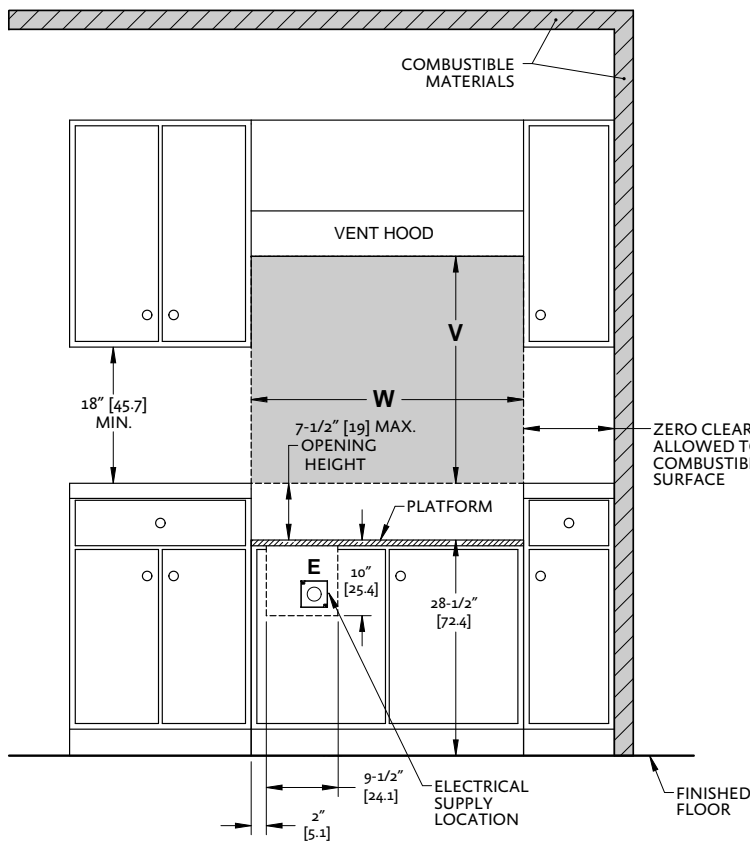 COMBUSTIBLE
MATERIALS
VENT HOOD
V
W
18" [45.7]
MIN.
7-1/2" [19] MAX.
OPENING
HEIGHT
ZERO CLEAR
ALLOWED TO
COMBUSTIBLE
SURFACE
PLATFORM
E
10"
[25.4]
28-1/2"
[72.4]
9-1/2"
[24.1]
2"
[5.1]
ELECTRICAL
SUPPLY
LOCATION
FINISHED
FLOOR